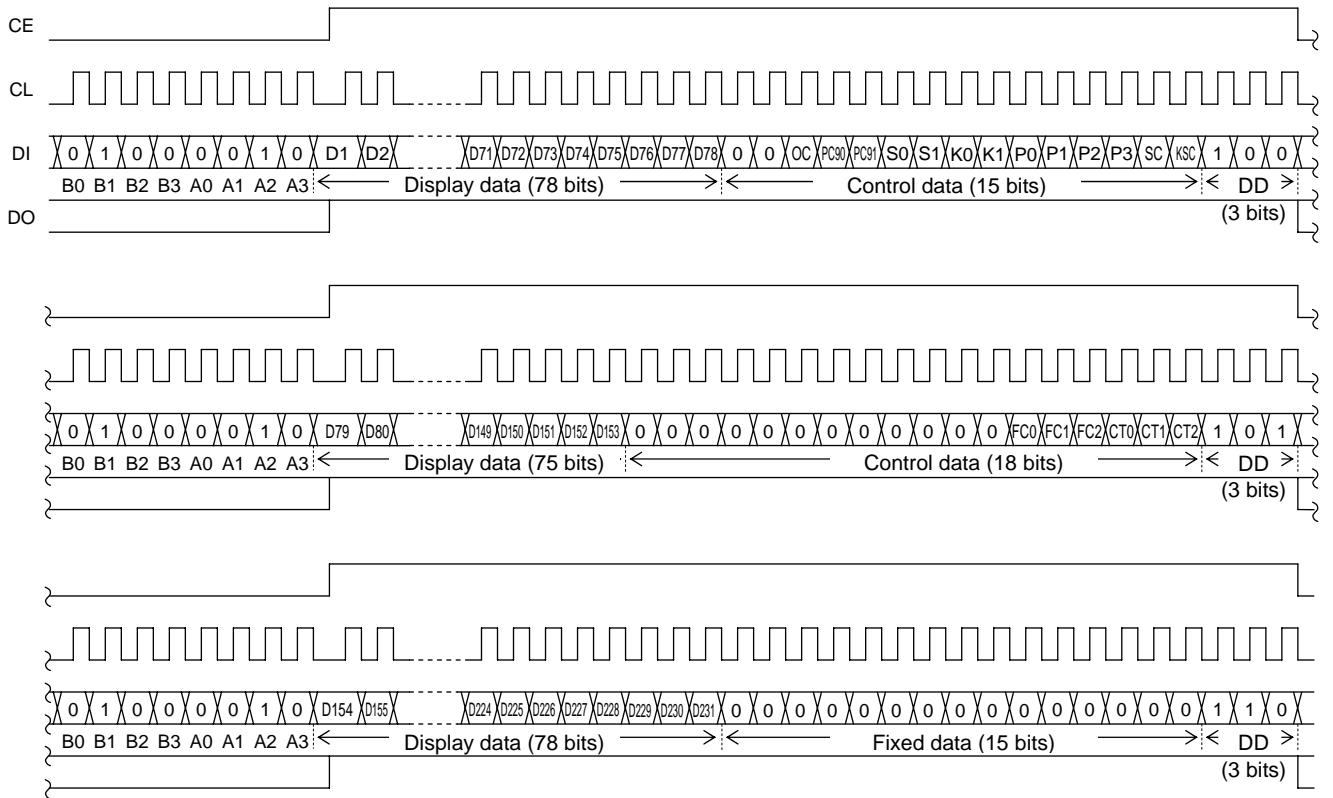 CE
CL
DI 0 1 0 0 0 0 1 0 D1 D2 D71 D72 D73 D74 D75 D76 D77 D78 0 0 OC PC90 PC91 S0 S1 K0 K1 P0 P1 P2 P3 SC KSC 1 0 0
B0 B1 B2 B3 A0 A1 A2 A3 Display data (78 bits) Control data (15 bits) DD
DO (3 bits)
0 1 0 0 0 0 1 0 D79 D80 D149 D150 D151 D152 D153 0 0 0 0 0 0 0 0 0 0 0 0 FC0 FC1 FC2 CT0 CT1 CT2 1 0 1
B0 B1 B2 B3 A0 A1 A2 A3 Display data (75 bits) Control data (18 bits) DD
(3 bits)
0 1 0 0 0 0 1 0 D154 D155 D224 D225 D226 D227 D228 D229 D230 D231 0 0 0 0 0 0 0 0 0 0 0 0 0 0 0 1 1 0
B0 B1 B2 B3 A0 A1 A2 A3 Display data (78 bits) Fixed data (15 bits) DD
(3 bits)